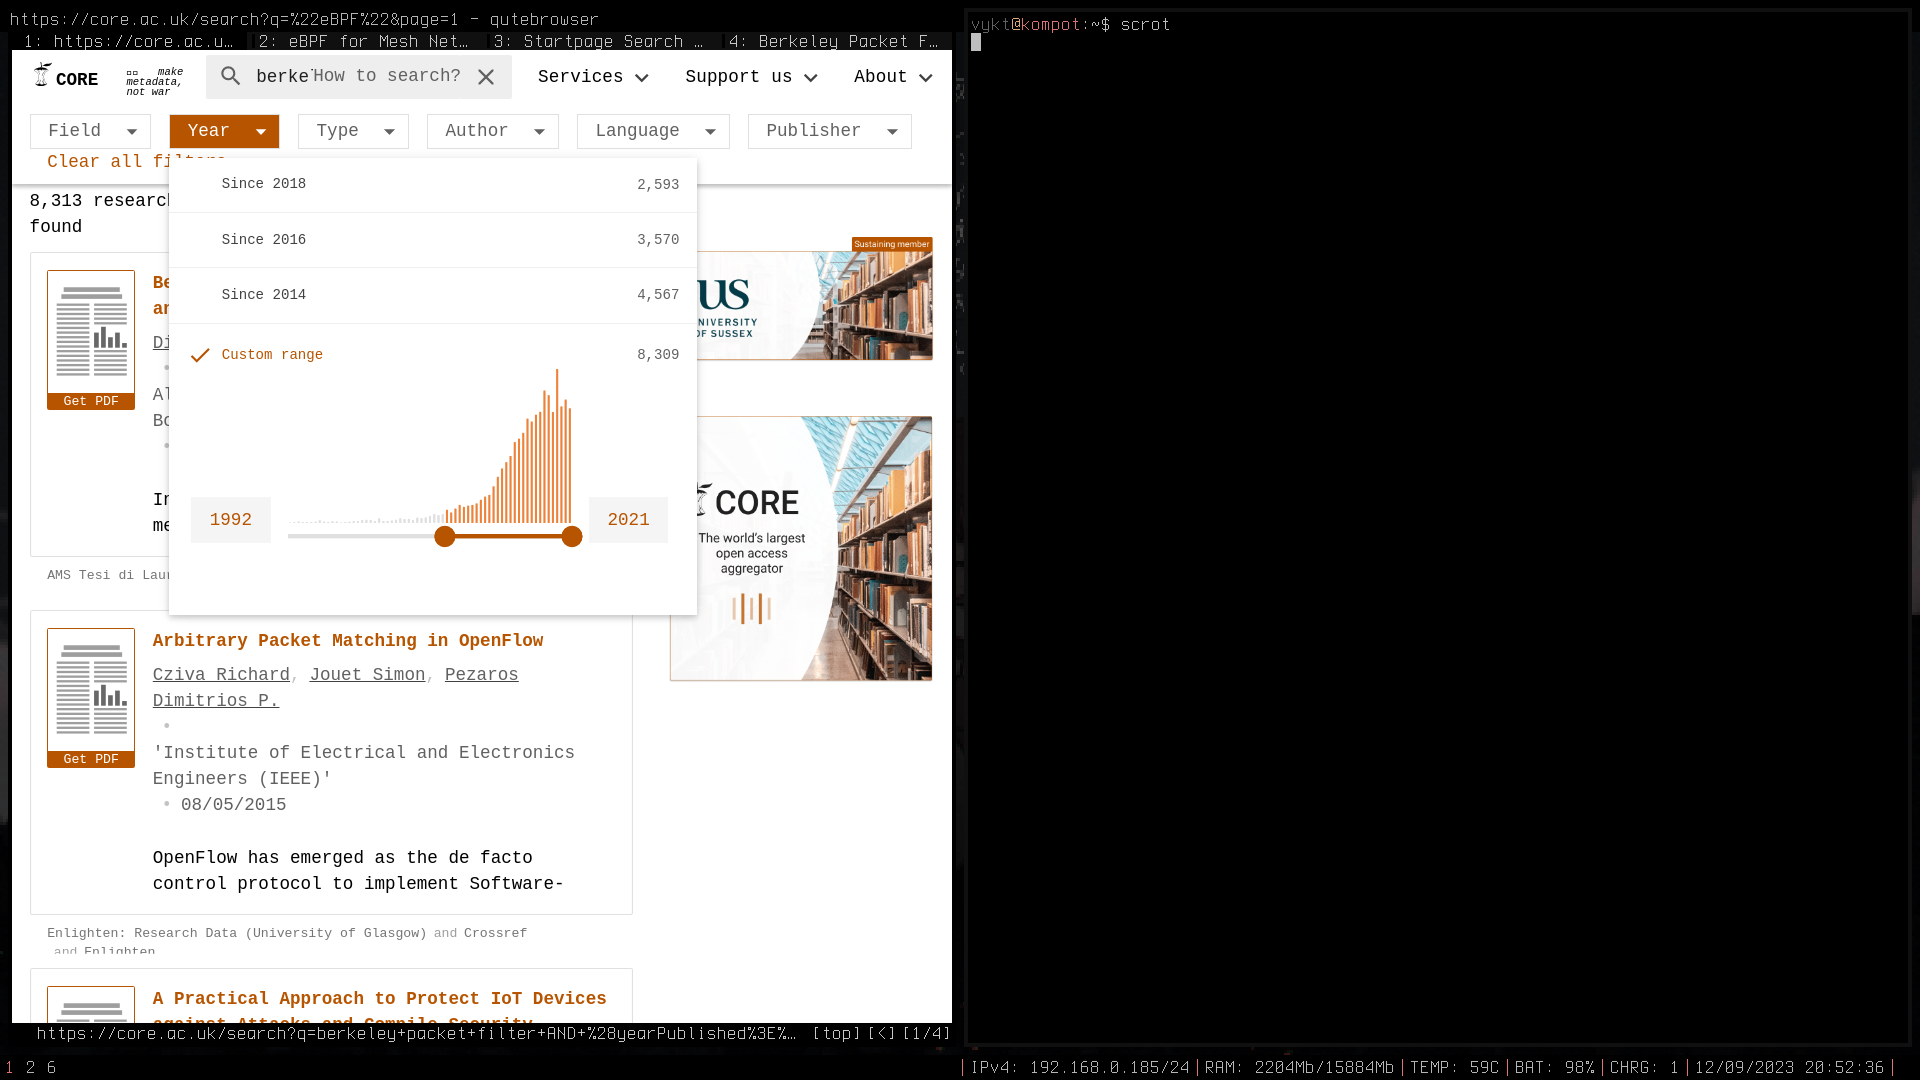 https://core.ac.uk/search?q=%22eBPF%22&page=1 - qutebrowser
1: https://core.ac.u… 2: eBPF for Mesh Net… 3: Startpage Search … 4: Berkeley Packet F…
CORE
make
metadata,
not war
berke
How to search?
Services
Support us
About
Field
Year
Type
Author
Language
Publisher
Clear all filters
8,313 research
found
Since 2018 2,593
Since 2016 3,570
Since 2014 4,567
Custom range 8,309
1992
2021
Be
ar
Di
Al
Bo
In
me
Get PDF
AMS Tesi di Laur
Sustaining member
US
UNIVERSITY
OF SUSSEX
CORE
The world's largest
open access
aggregator
Arbitrary Packet Matching in OpenFlow
Cziva Richard, Jouet Simon, Pezaros
Dimitrios P.
•
'Institute of Electrical and Electronics
Engineers (IEEE)'
• 08/05/2015
Get PDF
OpenFlow has emerged as the de facto
control protocol to implement Software-
Enlighten: Research Data (University of Glasgow) and Crossref
and Enlighten
A Practical Approach to Protect IoT Devices
against Attacks and Compile Security
https://core.ac.uk/search?q=berkeley+packet+filter+AND+%28yearPublished%3E%… [top] [<] [1/4]
vykt@kompot:~$ scrot
1 2 6
IPv4: 192.168.0.185/24 | RAM: 2204Mb/15884Mb | TEMP: 59C | BAT: 98% | CHRG: 1 | 12/09/2023 20:52:36 |